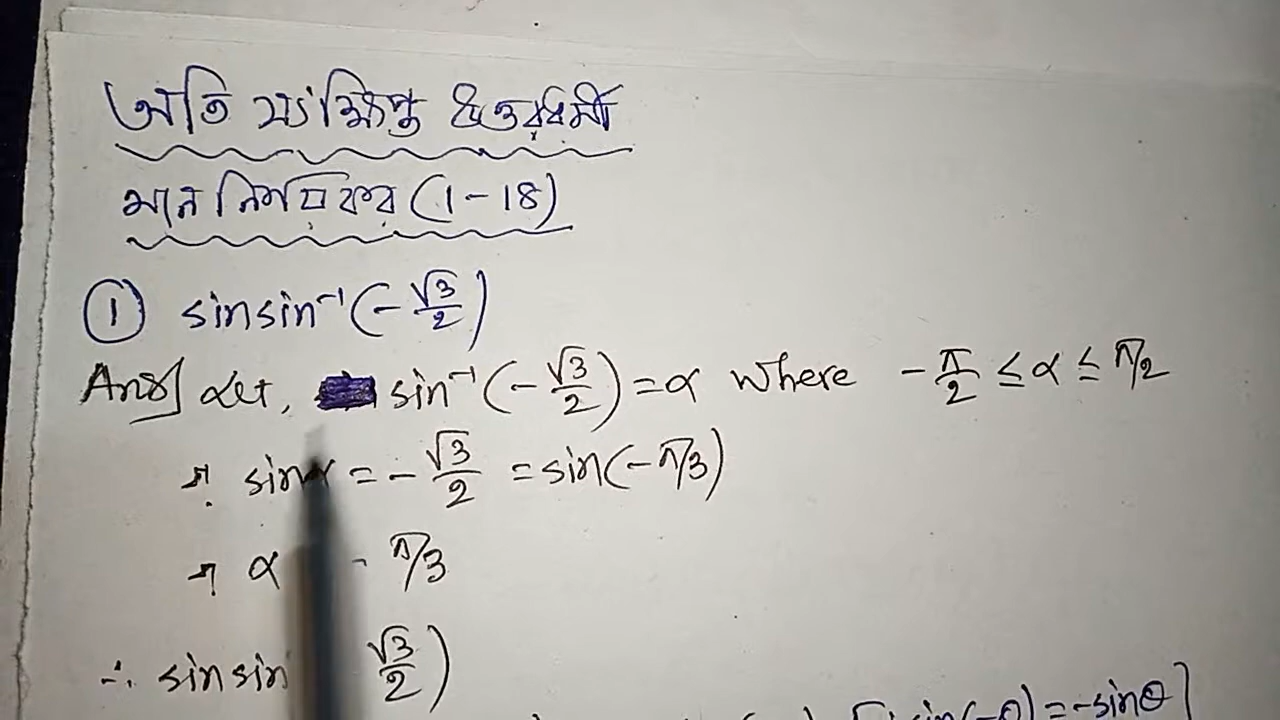 অতি সংক্ষিপ্ত উত্তরধর্মী
মান নির্ণয় কর (1-18)
① sin sin⁻¹(-√3/2)
Ans] Let, sin⁻¹(-√3/2) = α where -π/2 ≤ α ≤ π/2
বা, sin α = -√3/2 = sin(-π/3)
বা α - π/3
∴ sin sin √3/2)
[∵ sin(-θ) = -sinθ]